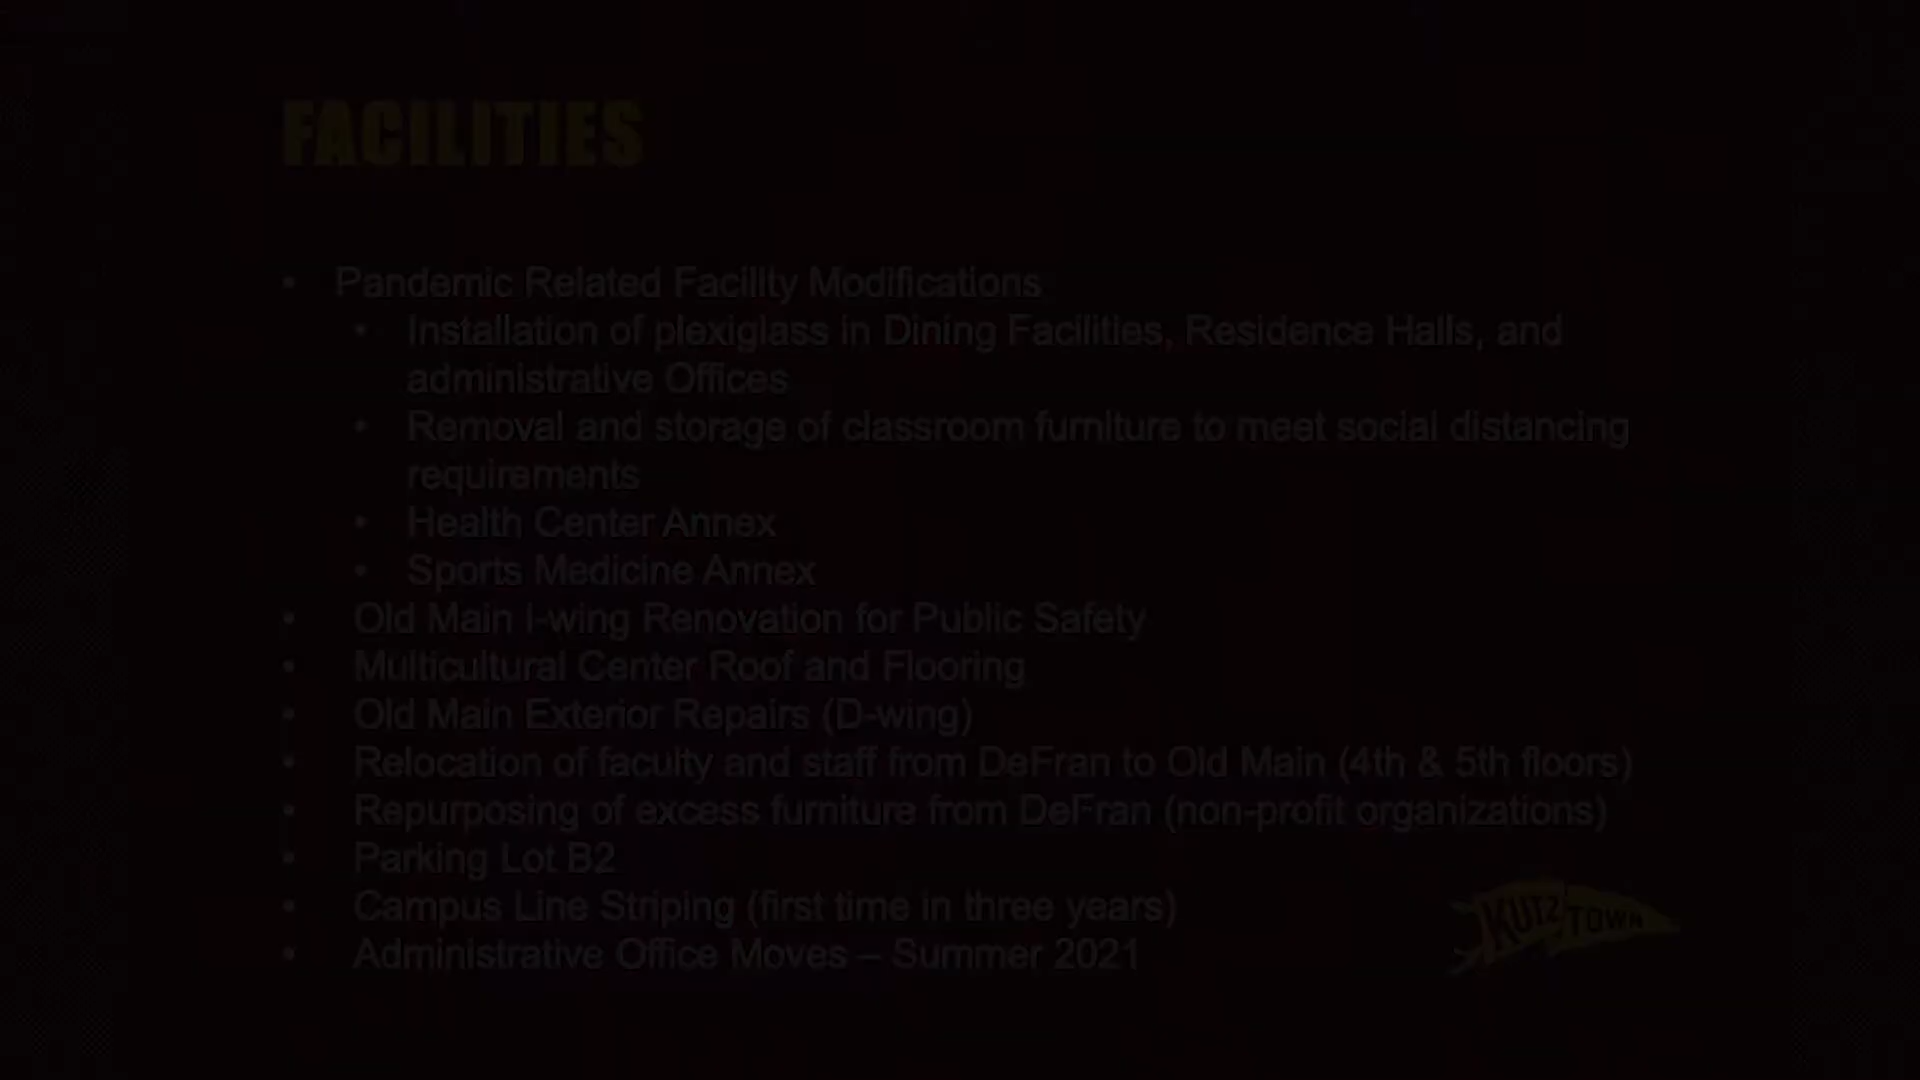 FACILITIES
• Pandemic Related Facility Modifications
• Installation of plexiglass in Dining Facilities, Residence Halls, and
administrative Offices
• Removal and storage of classroom furniture to meet social distancing
requirements
• Health Center Annex
• Sports Medicine Annex
• Old Main I-wing Renovation for Public Safety
• Multicultural Center Roof and Flooring
• Old Main Exterior Repairs (D-wing)
• Relocation of faculty and staff from DeFran to Old Main (4th & 5th floors)
• Repurposing of excess furniture from DeFran (non-profit organizations)
• Parking Lot B2
• Campus Line Striping (first time in three years)
• Administrative Office Moves – Summer 2021
KUTZTOWN